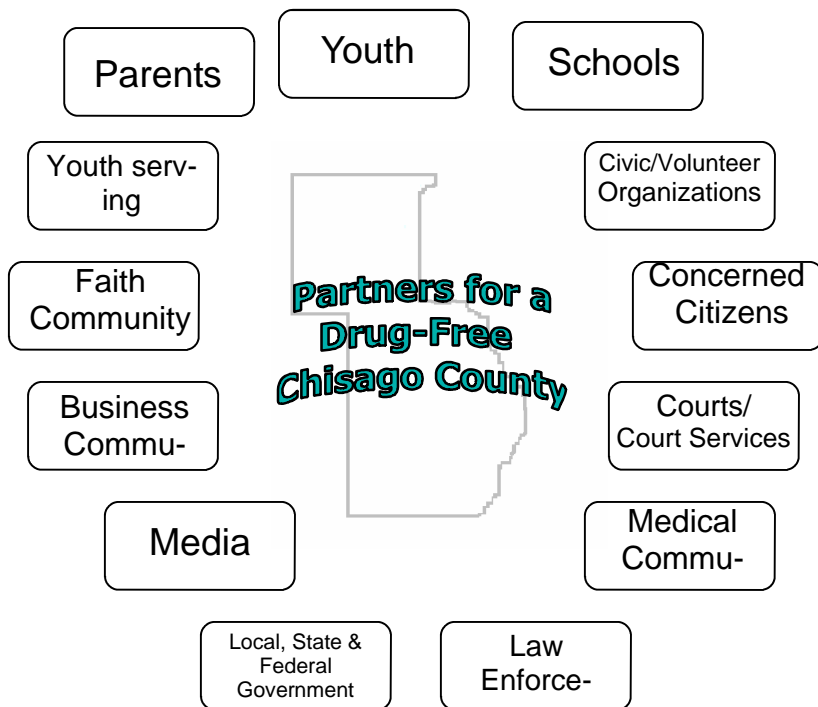 Parents
Youth
Schools
Youth serv-
ing
Civic/Volunteer
Organizations
Faith
Community
Concerned
Citizens
Partners for a
Drug-Free
Chisago County
Business
Commu-
Courts/
Court Services
Media
Medical
Commu-
Local, State &
Federal
Government
Law
Enforce-